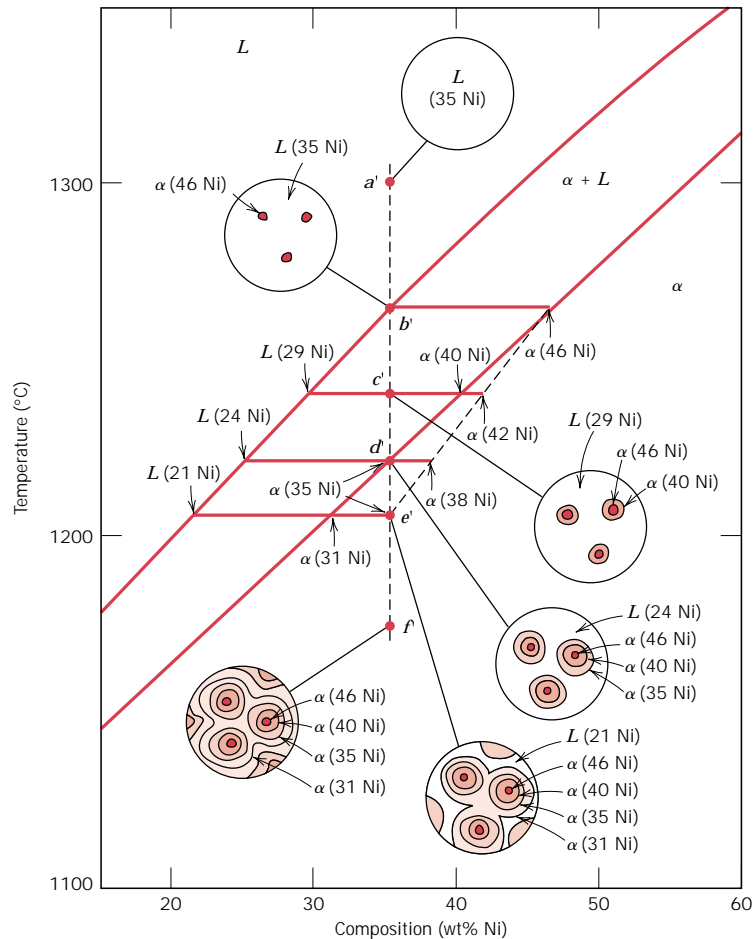 L
L
(35 Ni)
L (35 Ni)
α (46 Ni)
1300
a'
α + L
α
b'
L (29 Ni)
α (40 Ni)
α (46 Ni)
c'
L (24 Ni)
α (42 Ni)
L (29 Ni)
d'
L (21 Ni)
α (46 Ni)
α (35 Ni)
α (38 Ni)
α (40 Ni)
e'
1200
α (31 Ni)
L (24 Ni)
f'
α (46 Ni)
α (40 Ni)
α (35 Ni)
α (46 Ni)
α (40 Ni)
α (35 Ni)
α (31 Ni)
L (21 Ni)
α (46 Ni)
α (40 Ni)
α (35 Ni)
α (31 Ni)
1100
20
30
40
50
60
Temperature (°C)
Composition (wt% Ni)